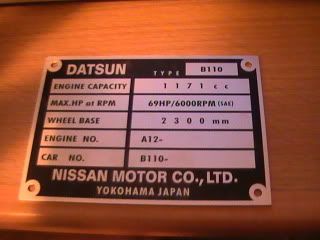 DATSUN TYPE B110
ENGINE CAPACITY 1171 cc
MAX.HP at RPM 69HP/6000RPM (SAE)
WHEEL BASE 2300 mm
ENGINE NO. A12-
CAR NO. B110-
NISSAN MOTOR CO., LTD.
YOKOHAMA JAPAN